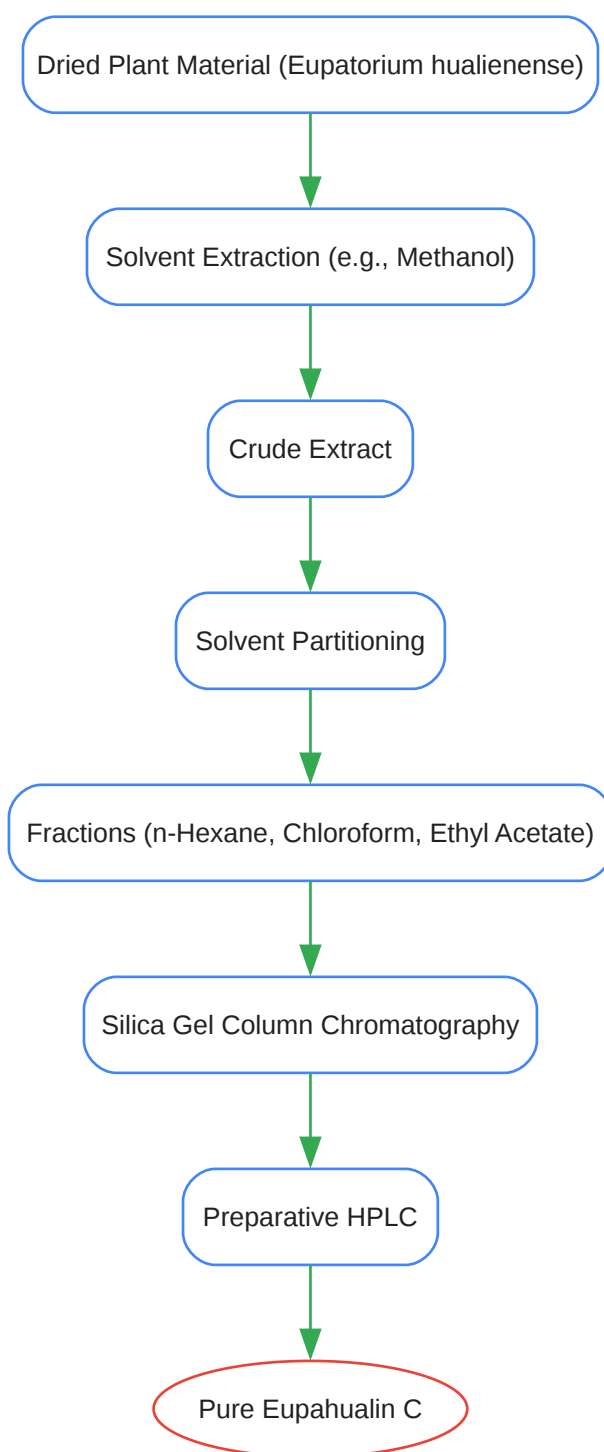 Dried Plant Material (Eupatorium hualienense)
Solvent Extraction (e.g., Methanol)
Crude Extract
Solvent Partitioning
Fractions (n-Hexane, Chloroform, Ethyl Acetate)
Silica Gel Column Chromatography
Preparative HPLC
Pure Eupahualin C